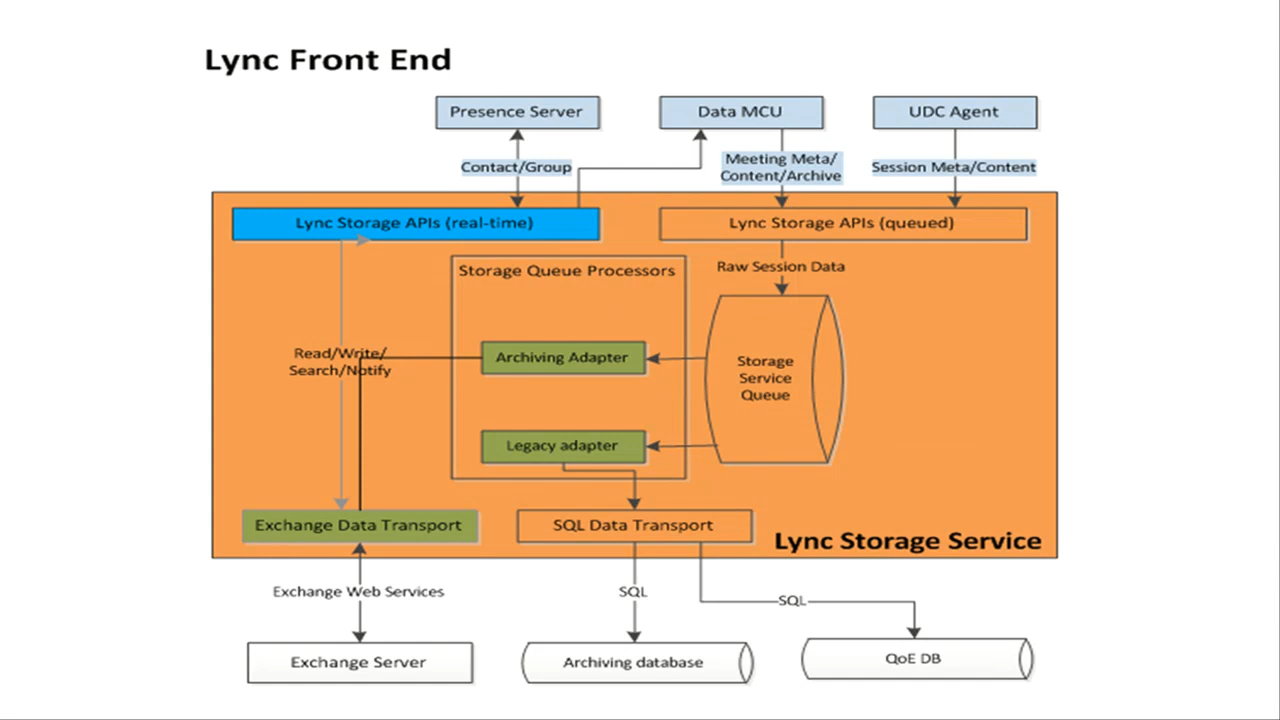 Lync Front End
Presence Server
Data MCU
UDC Agent
Contact/Group
Meeting Meta/
Content/Archive
Session Meta/Content
Lync Storage APIs (real-time)
Lync Storage APIs (queued)
Storage Queue Processors
Raw Session Data
Read/Write/
Search/Notify
Archiving Adapter
Storage
Service
Queue
Legacy adapter
Exchange Data Transport
SQL Data Transport
Lync Storage Service
Exchange Web Services
SQL
SQL
Exchange Server
Archiving database
QoE DB